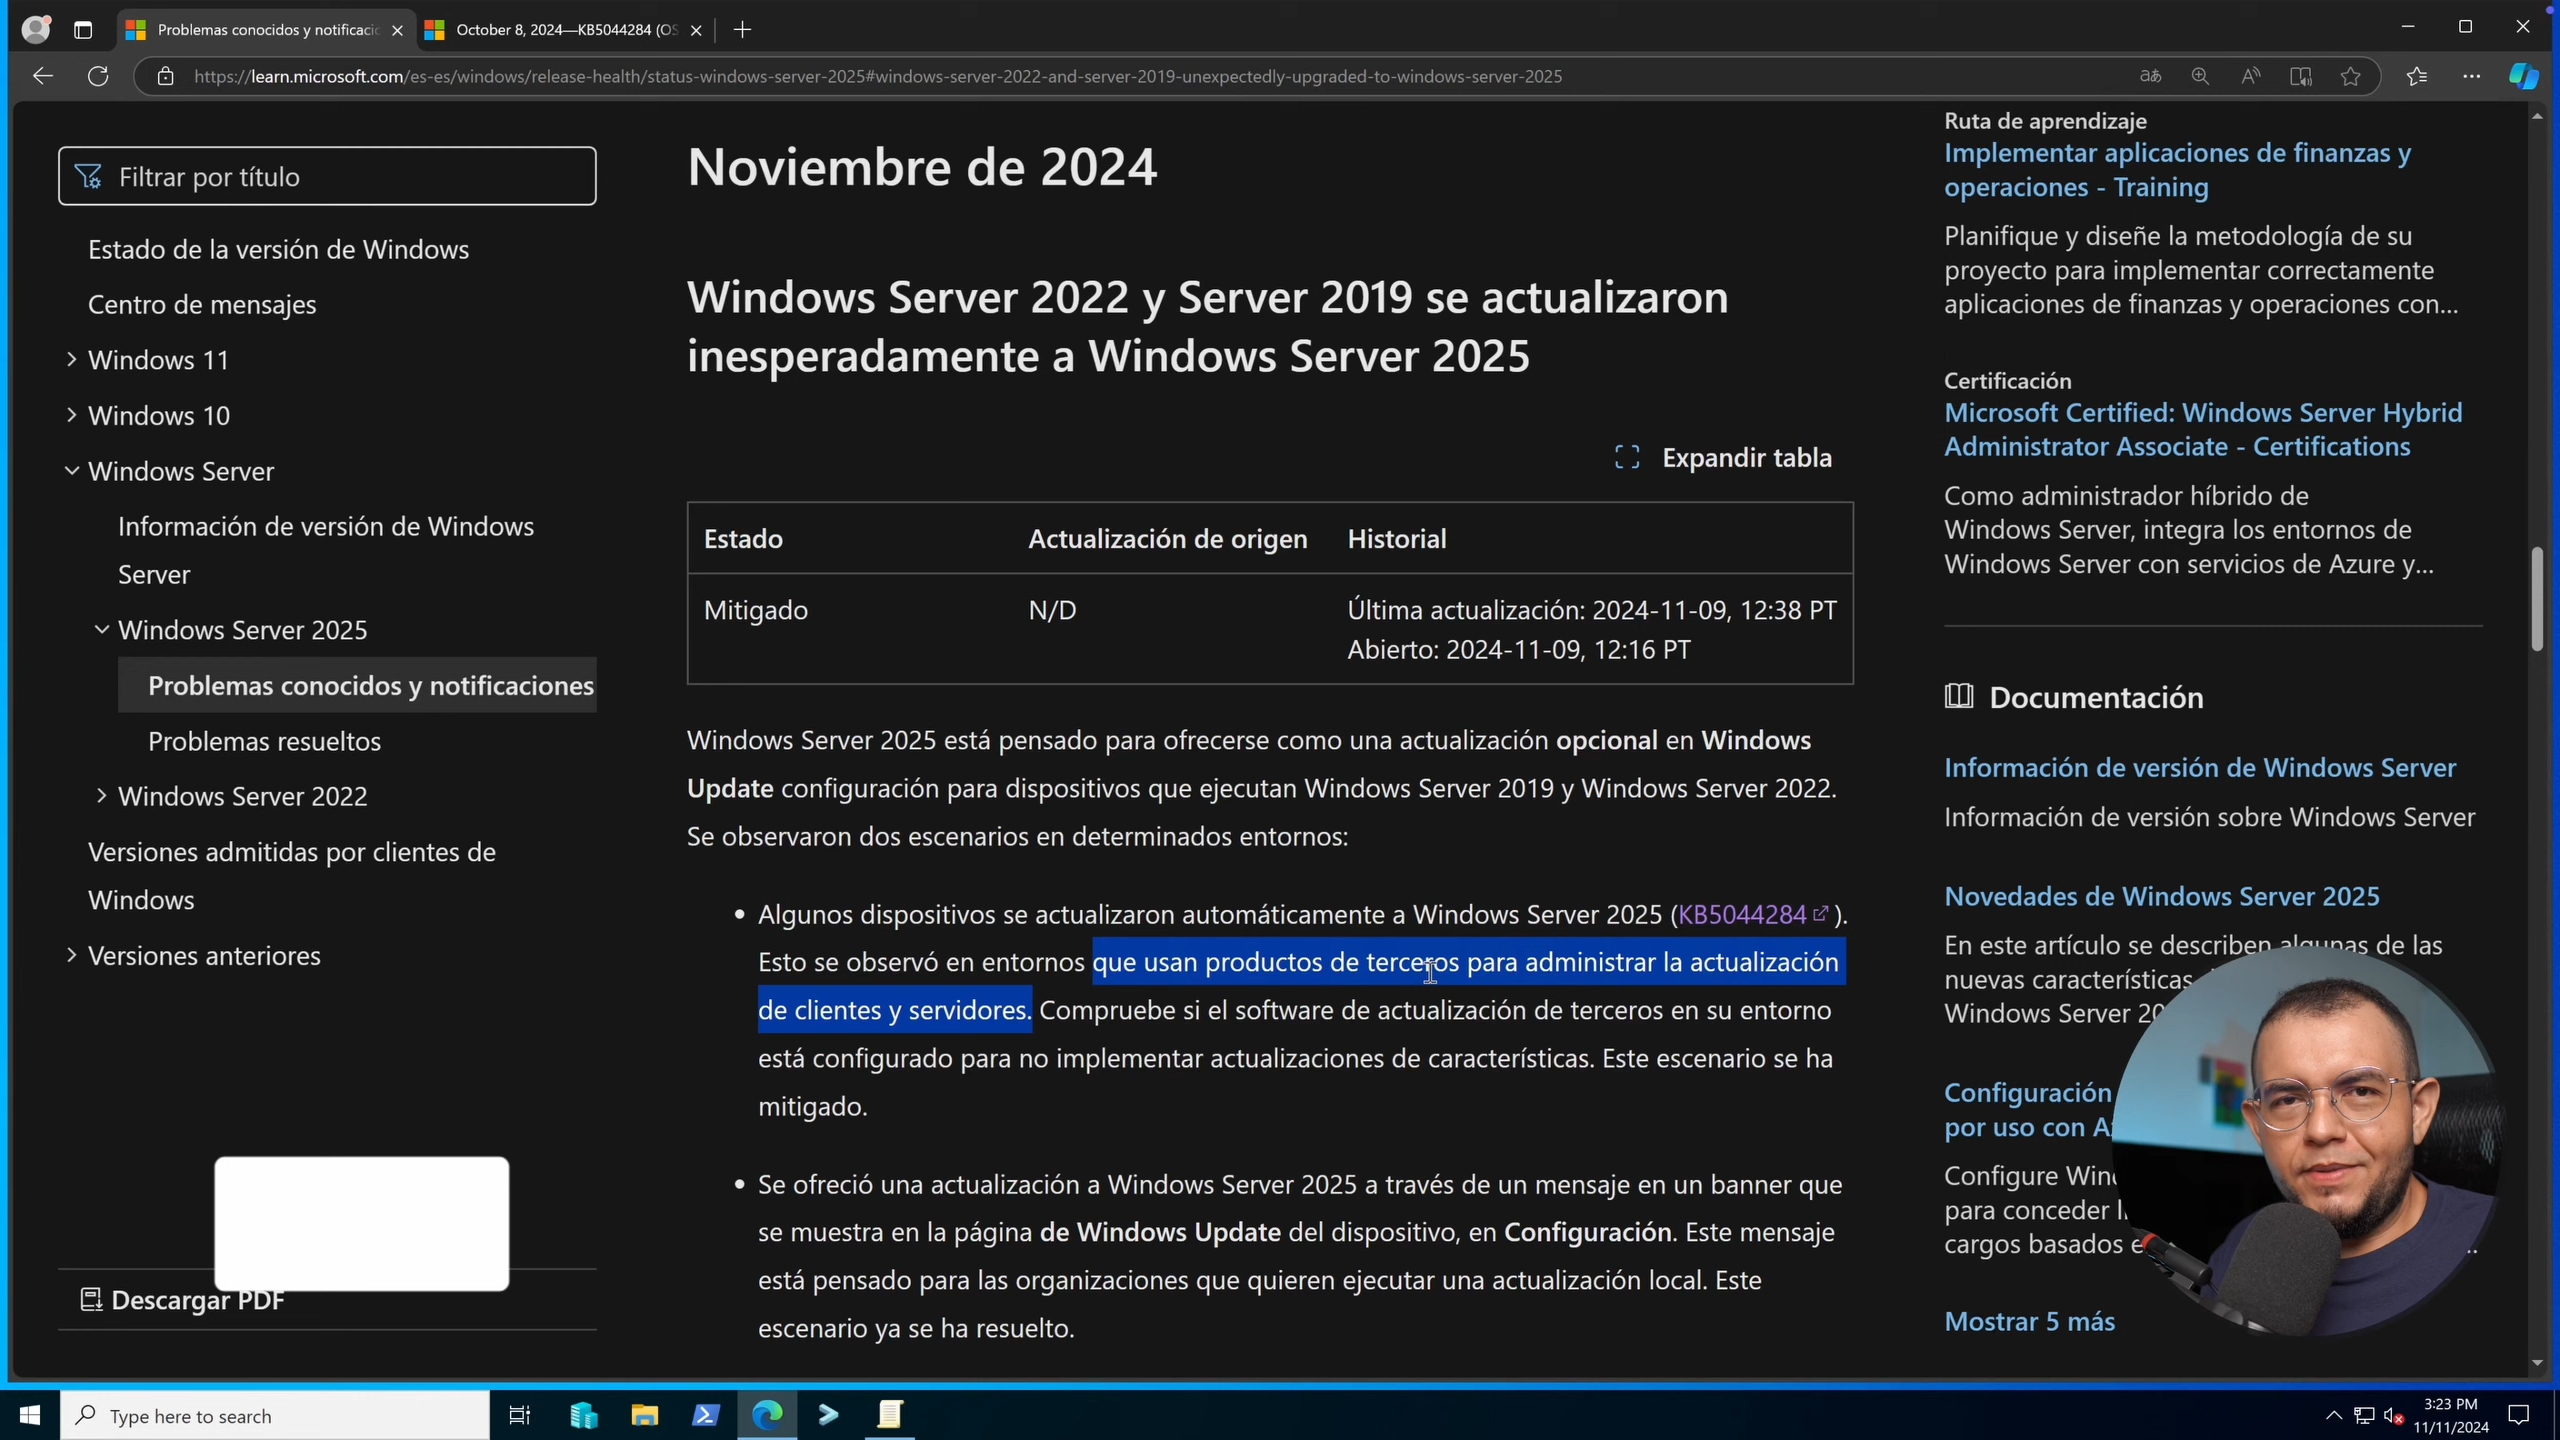 Problemas conocidos y notificacio
October 8, 2024—KB5044284 (OS
https://learn.microsoft.com/es-es/windows/release-health/status-windows-server-2025#windows-server-2022-and-server-2019-unexpectedly-upgraded-to-windows-server-2025
Filtrar por título
Estado de la versión de Windows
Centro de mensajes
Windows 11
Windows 10
Windows Server
Información de versión de Windows
Server
Windows Server 2025
Problemas conocidos y notificaciones
Problemas resueltos
Windows Server 2022
Versiones admitidas por clientes de
Windows
Versiones anteriores
Descargar PDF
Noviembre de 2024
Windows Server 2022 y Server 2019 se actualizaron
inesperadamente a Windows Server 2025
Expandir tabla
Estado Actualización de origen Historial
Mitigado N/D Última actualización: 2024-11-09, 12:38 PT
Abierto: 2024-11-09, 12:16 PT
Windows Server 2025 está pensado para ofrecerse como una actualización opcional en Windows
Update configuración para dispositivos que ejecutan Windows Server 2019 y Windows Server 2022.
Se observaron dos escenarios en determinados entornos:
• Algunos dispositivos se actualizaron automáticamente a Windows Server 2025 (KB5044284 ).
Esto se observó en entornos que usan productos de terceros para administrar la actualización
de clientes y servidores. Compruebe si el software de actualización de terceros en su entorno
está configurado para no implementar actualizaciones de características. Este escenario se ha
mitigado.
• Se ofreció una actualización a Windows Server 2025 a través de un mensaje en un banner que
se muestra en la página de Windows Update del dispositivo, en Configuración. Este mensaje
está pensado para las organizaciones que quieren ejecutar una actualización local. Este
escenario ya se ha resuelto.
Ruta de aprendizaje
Implementar aplicaciones de finanzas y
operaciones - Training
Planifique y diseñe la metodología de su
proyecto para implementar correctamente
aplicaciones de finanzas y operaciones con...
Certificación
Microsoft Certified: Windows Server Hybrid
Administrator Associate - Certifications
Como administrador híbrido de
Windows Server, integra los entornos de
Windows Server con servicios de Azure y...
Documentación
Información de versión de Windows Server
Información de versión sobre Windows Server
Novedades de Windows Server 2025
En este artículo se describen algunas de las
nuevas características
Windows Server 20
Configuración
por uso con A
Configure Win
para conceder l
cargos basados e ..
Mostrar 5 más
Type here to search
3:23 PM
11/11/2024